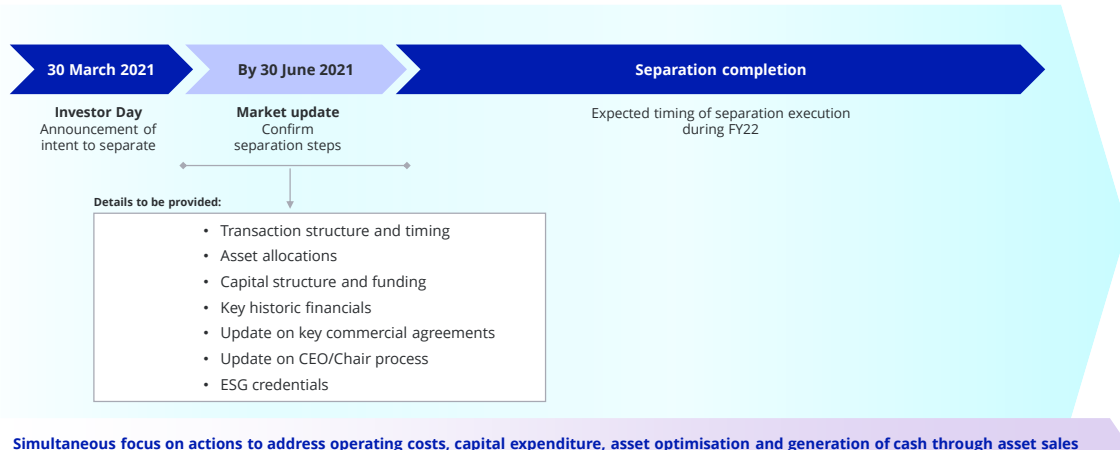 30 March 2021
By 30 June 2021
Separation completion
Investor Day
Announcement of
intent to separate
Market update
Confirm
separation steps
Expected timing of separation execution
during FY22
Details to be provided:
• Transaction structure and timing
• Asset allocations
• Capital structure and funding
• Key historic financials
• Update on key commercial agreements
• Update on CEO/Chair process
• ESG credentials
Simultaneous focus on actions to address operating costs, capital expenditure, asset optimisation and generation of cash through asset sales